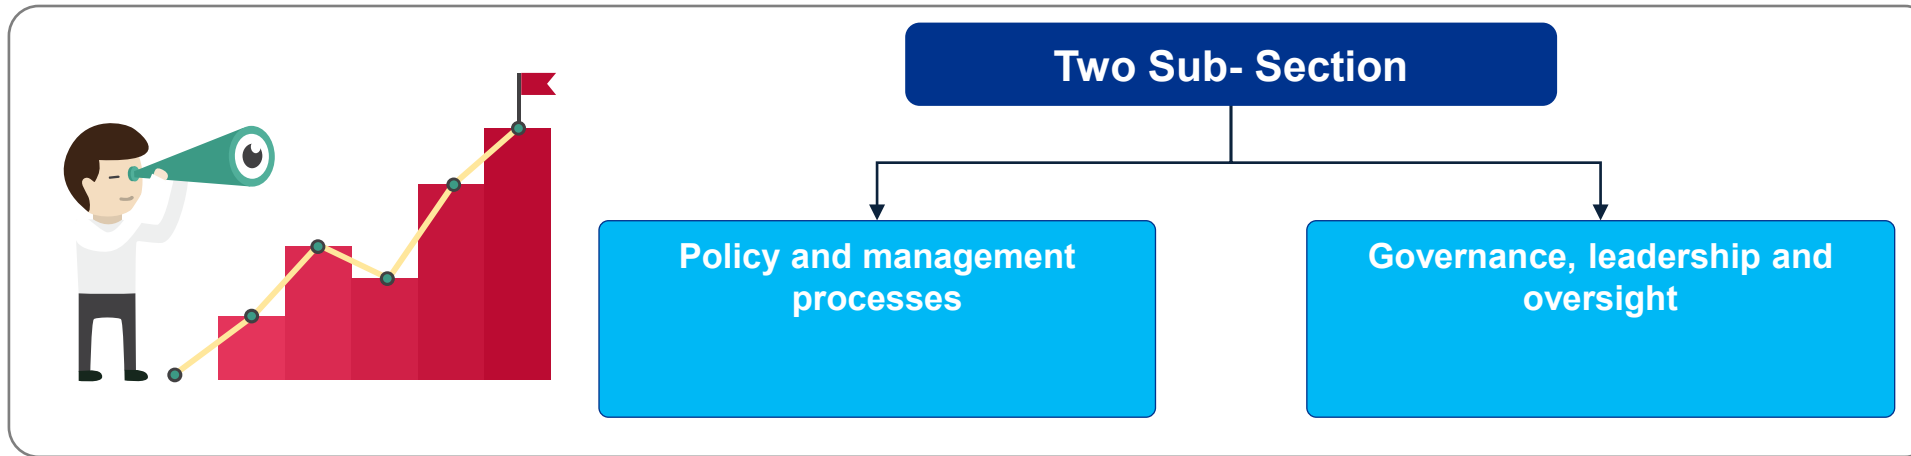 Two Sub- Section
Policy and management
processes
Governance, leadership and
oversight